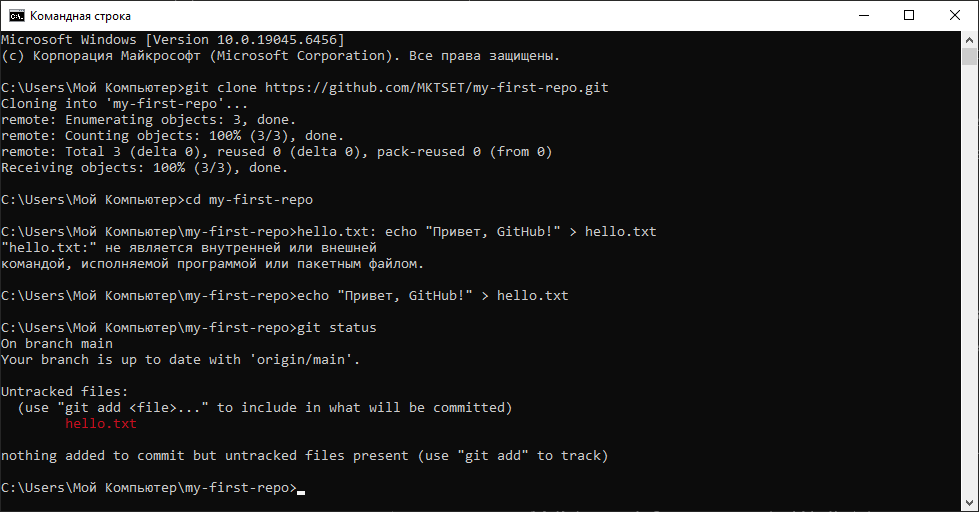 Командная строка
Microsoft Windows [Version 10.0.19045.6456]
(c) Корпорация Майкрософт (Microsoft Corporation). Все права защищены.
C:\Users\Мой Компьютер>git clone https://github.com/MKTSET/my-first-repo.git
Cloning into 'my-first-repo'...
remote: Enumerating objects: 3, done.
remote: Counting objects: 100% (3/3), done.
remote: Total 3 (delta 0), reused 0 (delta 0), pack-reused 0 (from 0)
Receiving objects: 100% (3/3), done.
C:\Users\Мой Компьютер>cd my-first-repo
C:\Users\Мой Компьютер\my-first-repo>hello.txt: echo "Привет, GitHub!" > hello.txt
"hello.txt:" не является внутренней или внешней
командой, исполняемой программой или пакетным файлом.
C:\Users\Мой Компьютер\my-first-repo>echo "Привет, GitHub!" > hello.txt
C:\Users\Мой Компьютер\my-first-repo>git status
On branch main
Your branch is up to date with 'origin/main'.
Untracked files:
(use "git add <file>..." to include in what will be committed)
hello.txt
nothing added to commit but untracked files present (use "git add" to track)
C:\Users\Мой Компьютер\my-first-repo>